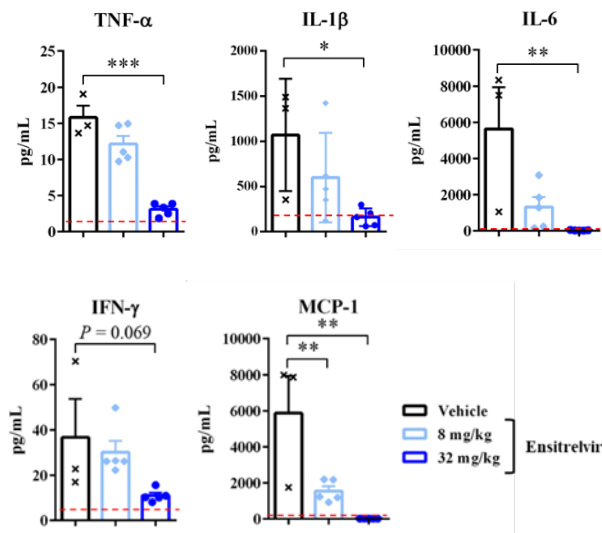 TNF-α
IL-1β
IL-6
pg/mL
25
20
15
10
5
0
***
pg/mL
2000
1500
1000
500
0
*
pg/mL
10000
8000
6000
4000
2000
0
**
IFN-γ
MCP-1
pg/mL
80
60
40
20
0
P = 0.069
pg/mL
10000
8000
6000
4000
2000
0
**
**
Vehicle
8 mg/kg
32 mg/kg
Ensitrelvir